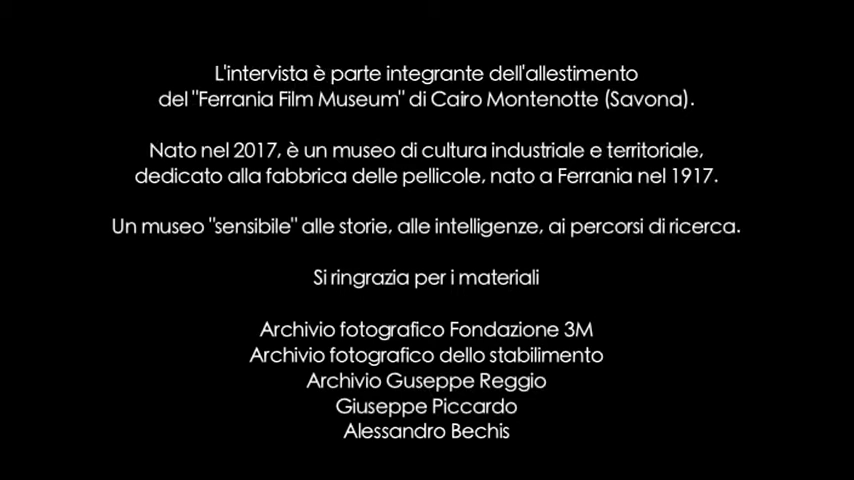 L'intervista è parte integrante dell'allestimento
del "Ferrania Film Museum" di Cairo Montenotte (Savona).
Nato nel 2017, è un museo di cultura industriale e territoriale,
dedicato alla fabbrica delle pellicole, nato a Ferrania nel 1917.
Un museo "sensibile" alle storie, alle intelligenze, ai percorsi di ricerca.
Si ringrazia per i materiali
Archivio fotografico Fondazione 3M
Archivio fotografico dello stabilimento
Archivio Guseppe Reggio
Giuseppe Piccardo
Alessandro Bechis